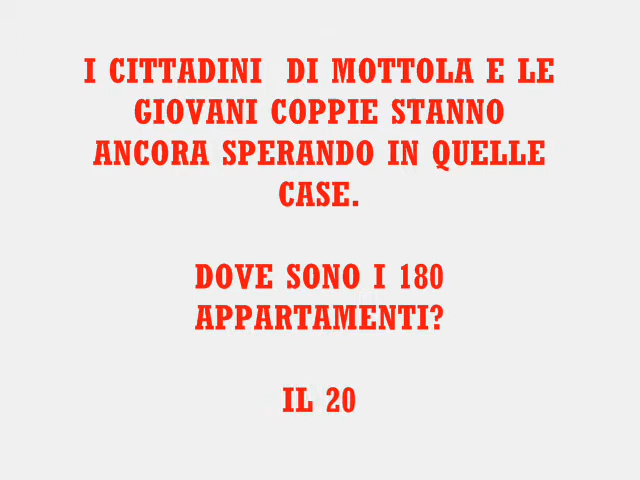 I CITTADINI  DI MOTTOLA E LE
GIOVANI COPPIE STANNO
ANCORA SPERANDO IN QUELLE
CASE.
DOVE SONO I 180
APPARTAMENTI?
IL 20